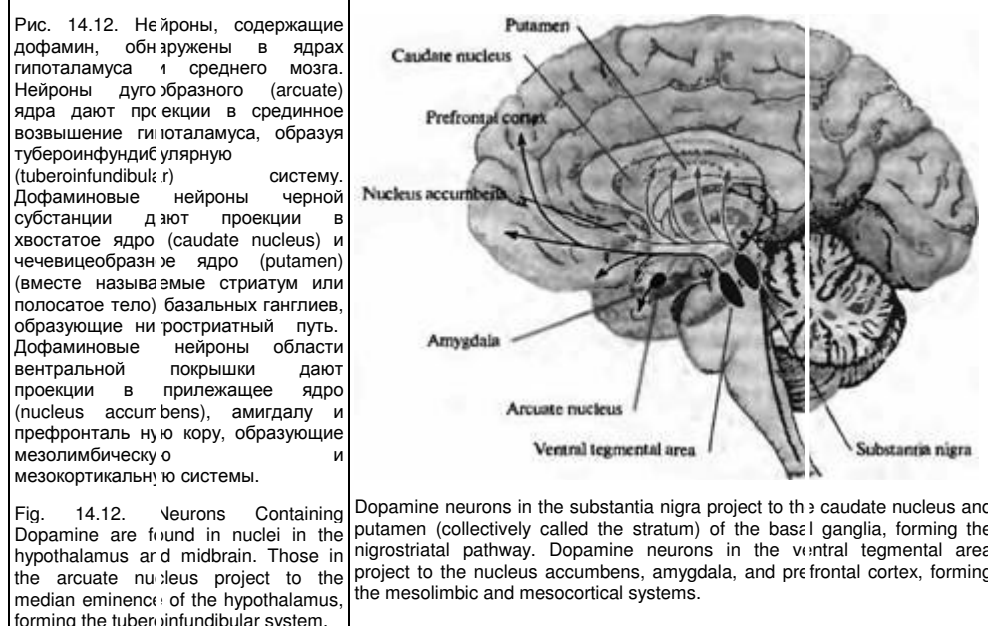 Рис. 14.12. Нейроны, содержащие
дофамин, обнаружены в ядрах
гипоталамуса и среднего мозга.
Нейроны дугообразного (arcuate)
ядра дают проекции в срединное
возвышение гипоталамуса, образуя
тубероинфундибулярную
(tuberoinfundibular) систему.
Дофаминовые нейроны черной
субстанции дают проекции в
хвостатое ядро (caudate nucleus) и
чечевицеобразное ядро (putamen)
(вместе называемые стриатум или
полосатое тело) базальных ганглиев,
образующие нигростриатный путь.
Дофаминовые нейроны области
вентральной покрышки дают
проекции в прилежащее ядро
(nucleus accumbens), амигдалу и
префронталь ную кору, образующие
мезолимбическую и
мезокортикальную системы.
Fig. 14.12. Neurons Containing
Dopamine are found in nuclei in the
hypothalamus and midbrain. Those in
the arcuate nucleus project to the
median eminence of the hypothalamus,
forming the tuberoinfundibular system.
Putamen
Caudate nucleus
Prefrontal cortex
Nucleus accumbens
Amygdala
Arcuate nucleus
Ventral tegmental area
Substantia nigra
Dopamine neurons in the substantia nigra project to the caudate nucleus and
putamen (collectively called the stratum) of the basal ganglia, forming the
nigrostriatal pathway. Dopamine neurons in the ventral tegmental area
project to the nucleus accumbens, amygdala, and prefrontal cortex, forming
the mesolimbic and mesocortical systems.